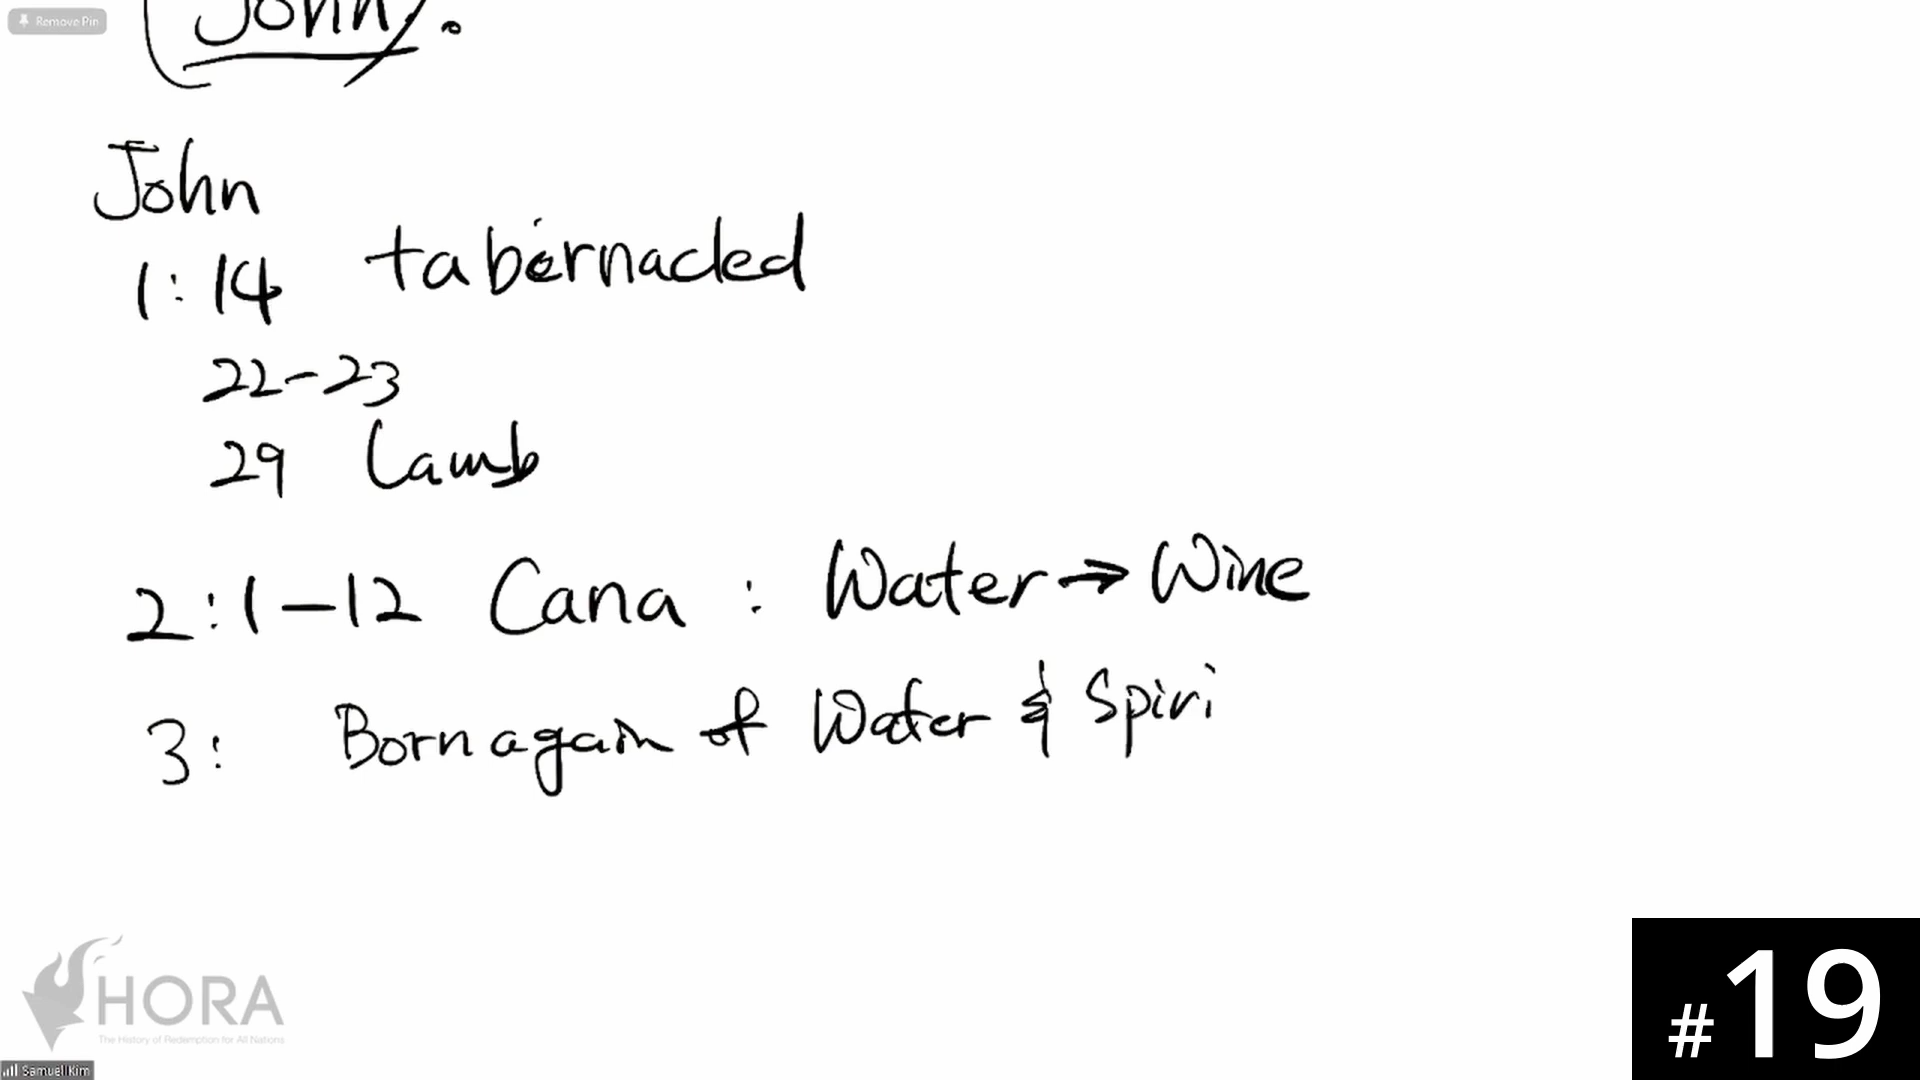 Remove Pin
(John).
John
1:14 tabernacled
22-23
29 Lamb
2:1-12 Cana : Water → Wine
3: Born again of Water & Spiri
HORA
The History of Redemption for All Nations
Samuel Kim
#19